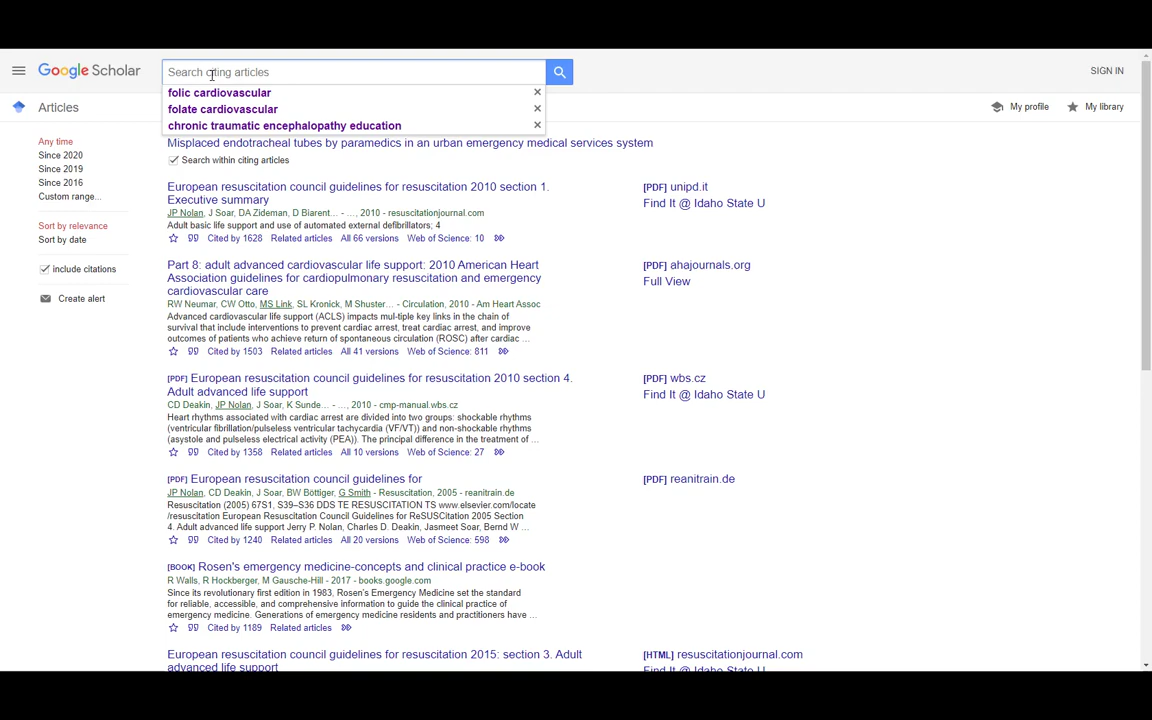 Google Scholar
Search citing articles
SIGN IN
folic cardiovascular
folate cardiovascular
chronic traumatic encephalopathy education
Articles
My profile
My library
Any time
Since 2020
Since 2019
Since 2016
Custom range...
Sort by relevance
Sort by date
include citations
Create alert
Misplaced endotracheal tubes by paramedics in an urban emergency medical services system
Search within citing articles
European resuscitation council guidelines for resuscitation 2010 section 1.
Executive summary
JP Nolan, J Soar, DA Zideman, D Biarent... - ..., 2010 - resuscitationjournal.com
Adult basic life support and use of automated external defibrillators; 4
Cited by 1628 Related articles All 66 versions Web of Science: 10
[PDF] unipd.it
Find It @ Idaho State U
Part 8: adult advanced cardiovascular life support: 2010 American Heart
Association guidelines for cardiopulmonary resuscitation and emergency
cardiovascular care
RW Neumar, CW Otto, MS Link, SL Kronick, M Shuster... - Circulation, 2010 - Am Heart Assoc
Advanced cardiovascular life support (ACLS) impacts mul-tiple key links in the chain of
survival that include interventions to prevent cardiac arrest, treat cardiac arrest, and improve
outcomes of patients who achieve return of spontaneous circulation (ROSC) after cardiac ...
Cited by 1503 Related articles All 41 versions Web of Science: 811
[PDF] ahajournals.org
Full View
[PDF] European resuscitation council guidelines for resuscitation 2010 section 4.
Adult advanced life support
CD Deakin, JP Nolan, J Soar, K Sunde... - ..., 2010 - cmp-manual.wbs.cz
Heart rhythms associated with cardiac arrest are divided into two groups: shockable rhythms
(ventricular fibrillation/pulseless ventricular tachycardia (VF/VT)) and non-shockable rhythms
(asystole and pulseless electrical activity (PEA)). The principal difference in the treatment of ...
Cited by 1358 Related articles All 10 versions Web of Science: 27
[PDF] wbs.cz
Find It @ Idaho State U
[PDF] European resuscitation council guidelines for
JP Nolan, CD Deakin, J Soar, BW Böttiger, G Smith - Resuscitation, 2005 - reanitrain.de
Resuscitation (2005) 67S1, S39–S36 DDS TE RESUSCITATION TS www.elsevier.com/locate
/resuscitation European Resuscitation Council Guidelines for ReSUSCitation 2005 Section
4. Adult advanced life support Jerry P. Nolan, Charles D. Deakin, Jasmeet Soar, Bernd W ...
Cited by 1240 Related articles All 20 versions Web of Science: 598
[PDF] reanitrain.de
[BOOK] Rosen's emergency medicine-concepts and clinical practice e-book
R Walls, R Hockberger, M Gausche-Hill - 2017 - books.google.com
Since its revolutionary first edition in 1983, Rosen's Emergency Medicine set the standard
for reliable, accessible, and comprehensive information to guide the clinical practice of
emergency medicine. Generations of emergency medicine residents and practitioners have ...
Cited by 1189 Related articles
European resuscitation council guidelines for resuscitation 2015: section 3. Adult
advanced life support
[HTML] resuscitationjournal.com
Find It @ Idaho State U